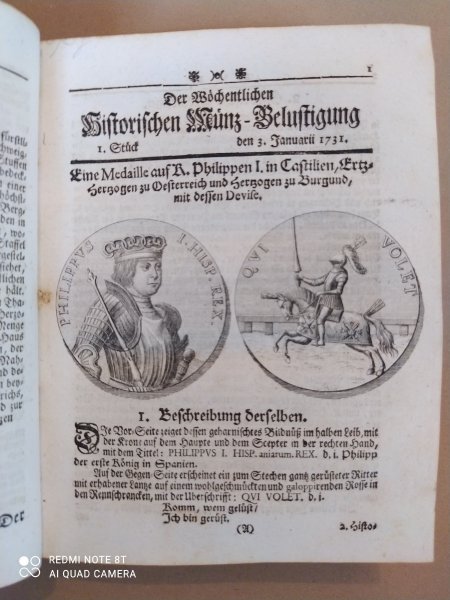 1
Der Wöchentlichen
Historischen Münz-Belustigung
1. Stück den 3. Januarii 1731.
Eine Medaille auf K. Philippen I. in Castilien, Ertz-
Hertzogen zu Oesterreich und Hertzogen zu Burgund,
mit dessen Devise.
PHILIPPVS I. HISP. REX.
QVI VOLET
1. Beschreibung derselben.
Die Vor-Seite zeiget dessen geharnischtes Bildnüß im halben Leib, mit
der Krone auf dem Haupte und dem Scepter in der rechten Hand,
mit dem Tittel: PHILIPPVS I. HISP. aniarum. REX. d. i. Philipp
der erste König in Spanien.
Auf der Gegen-Seite erscheinet ein zum Stechen gantz gerüsteter Ritter
mit erhabener Lantze auf einem wohlgeschmückten und galoppirenden Rosse in
den Rennschrancken, mit der Uberschrifft: QVI VOLET. d. i.
Komm, wem gelüst/
Ich bin gerüst.
(A) 2. Histo-
Der
REDMI NOTE 8T
AI QUAD CAMERA